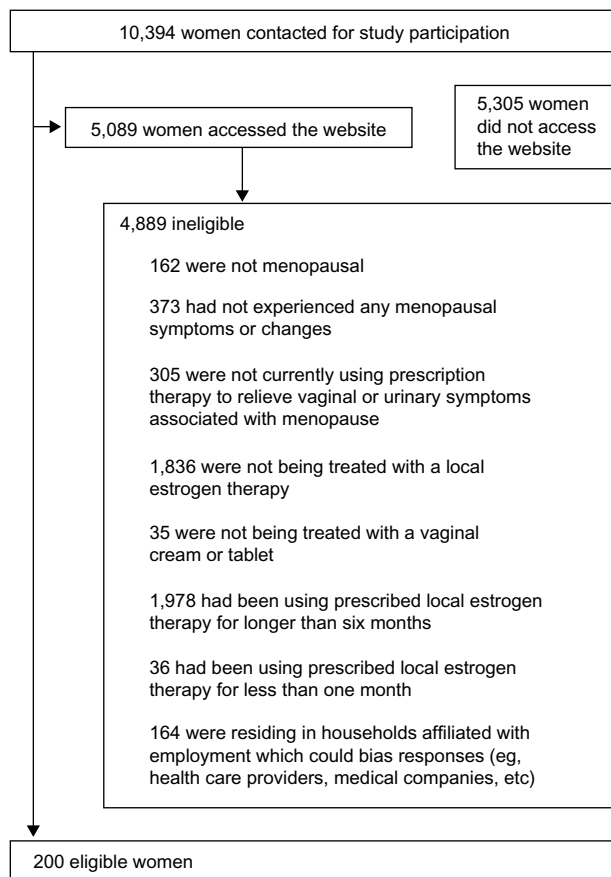 10,394 women contacted for study participation
5,089 women accessed the website
5,305 women
did not access
the website
4,889 ineligible
162 were not menopausal
373 had not experienced any menopausal
symptoms or changes
305 were not currently using prescription
therapy to relieve vaginal or urinary symptoms
associated with menopause
1,836 were not being treated with a local
estrogen therapy
35 were not being treated with a vaginal
cream or tablet
1,978 had been using prescribed local estrogen
therapy for longer than six months
36 had been using prescribed local estrogen
therapy for less than one month
164 were residing in households affiliated with
employment which could bias responses (eg,
health care providers, medical companies, etc)
200 eligible women